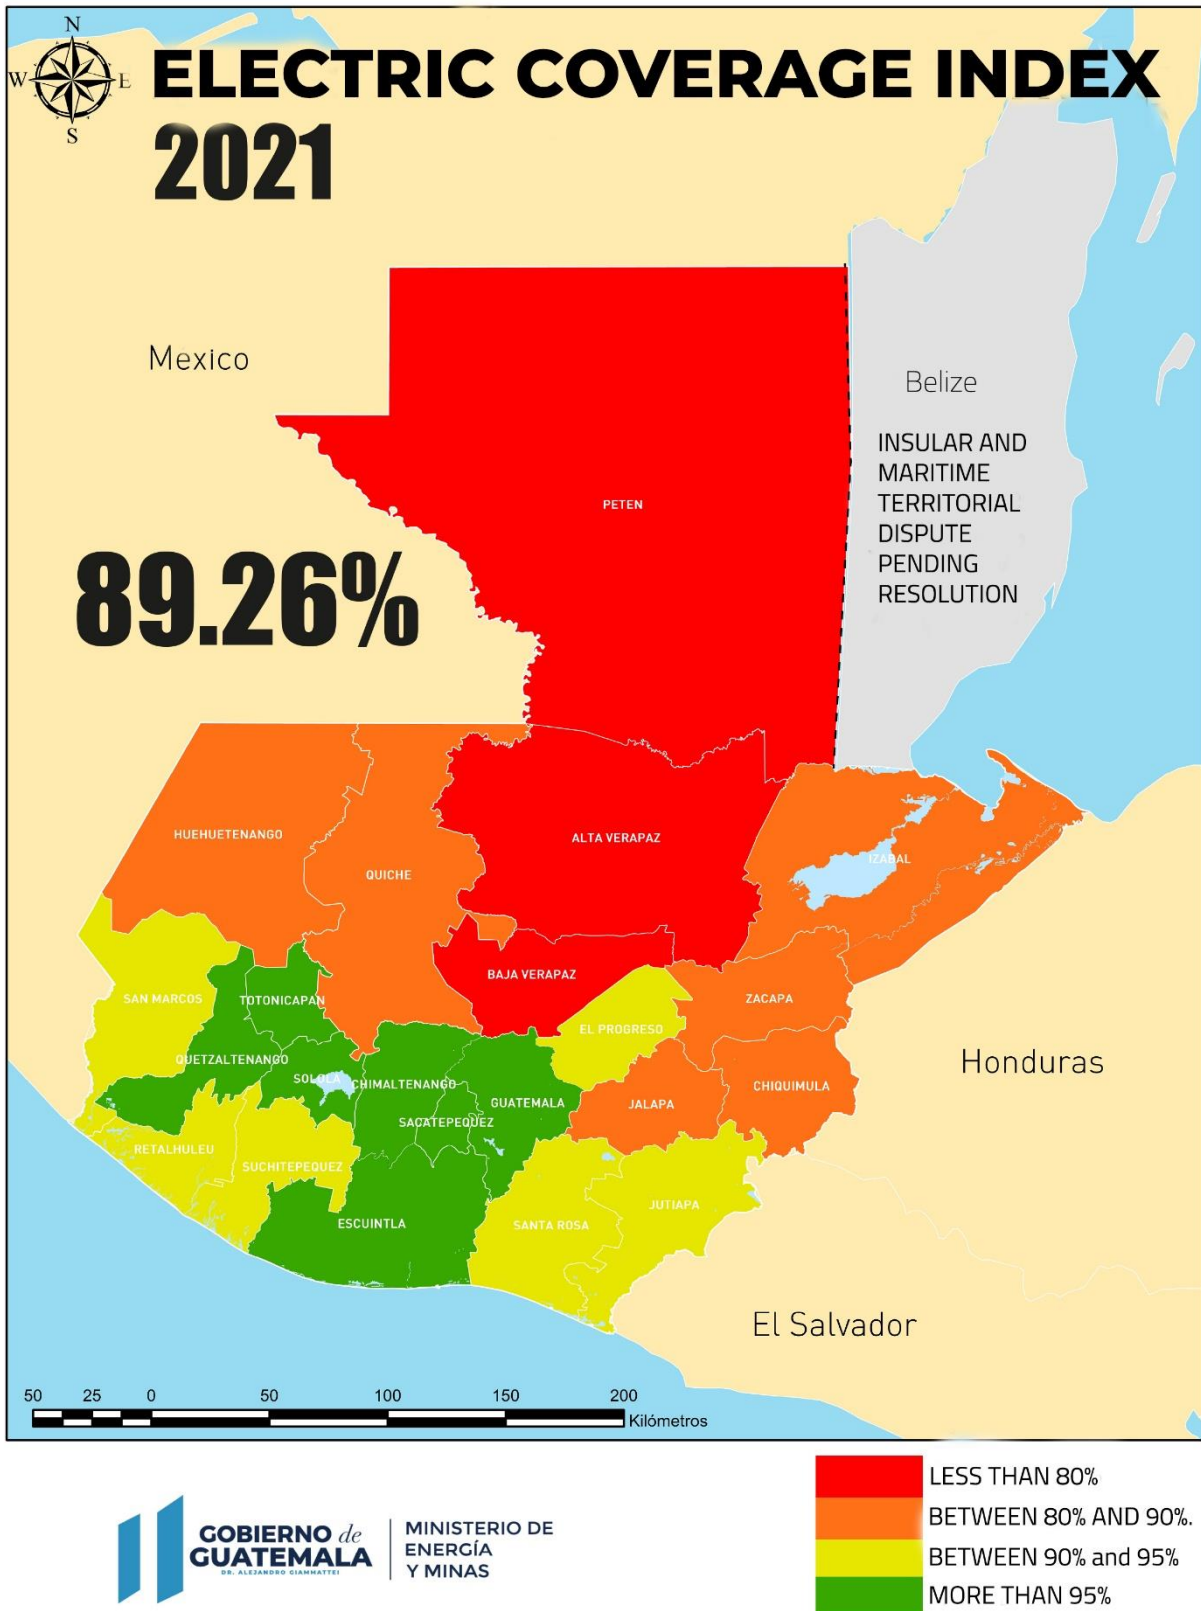 N
W
E
S
ELECTRIC COVERAGE INDEX
2021
Mexico
Belize
INSULAR AND
MARITIME
TERRITORIAL
DISPUTE
PENDING
RESOLUTION
PETEN
89.26%
HUEHUETENANGO
QUICHE
ALTA VERAPAZ
IZABAL
BAJA VERAPAZ
SAN MARCOS
TOTONICAPAN
ZACAPA
EL PROGRESO
QUETZALTENANGO
SOLOLA
CHIMALTENANGO
GUATEMALA
SACATEPEQUEZ
JALAPA
CHIQUIMULA
Honduras
RETALHULEU
SUCHITEPEQUEZ
ESCUINTLA
SANTA ROSA
JUTIAPA
El Salvador
50 25 0 50 100 150 200
Kilómetros
LESS THAN 80%
BETWEEN 80% AND 90%.
BETWEEN 90% and 95%
MORE THAN 95%
GOBIERNO de
GUATEMALA
DR. ALEJANDRO GIAMMATTEI
MINISTERIO DE
ENERGÍA
Y MINAS